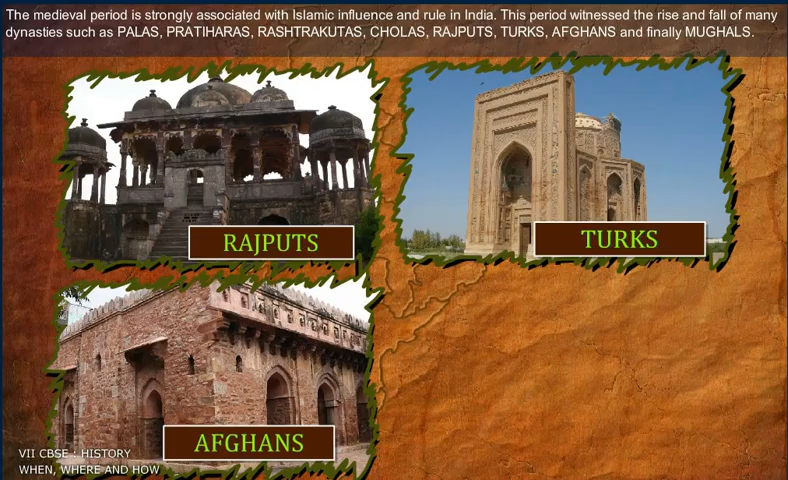 The medieval period is strongly associated with Islamic influence and rule in India. This period witnessed the rise and fall of many
dynasties such as PALAS, PRATIHARAS, RASHTRAKUTAS, CHOLAS, RAJPUTS, TURKS, AFGHANS and finally MUGHALS.
RAJPUTS
TURKS
AFGHANS
VII CBSE : HISTORY
WHEN, WHERE AND HOW